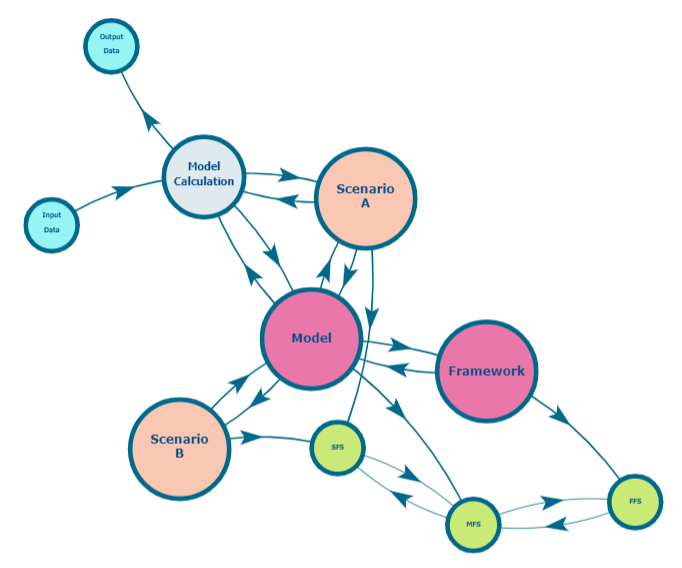 Output
Data
Model
Calculation
Scenario
A
Input
Data
Model
Framework
Scenario
B
SFS
MFS
FFS